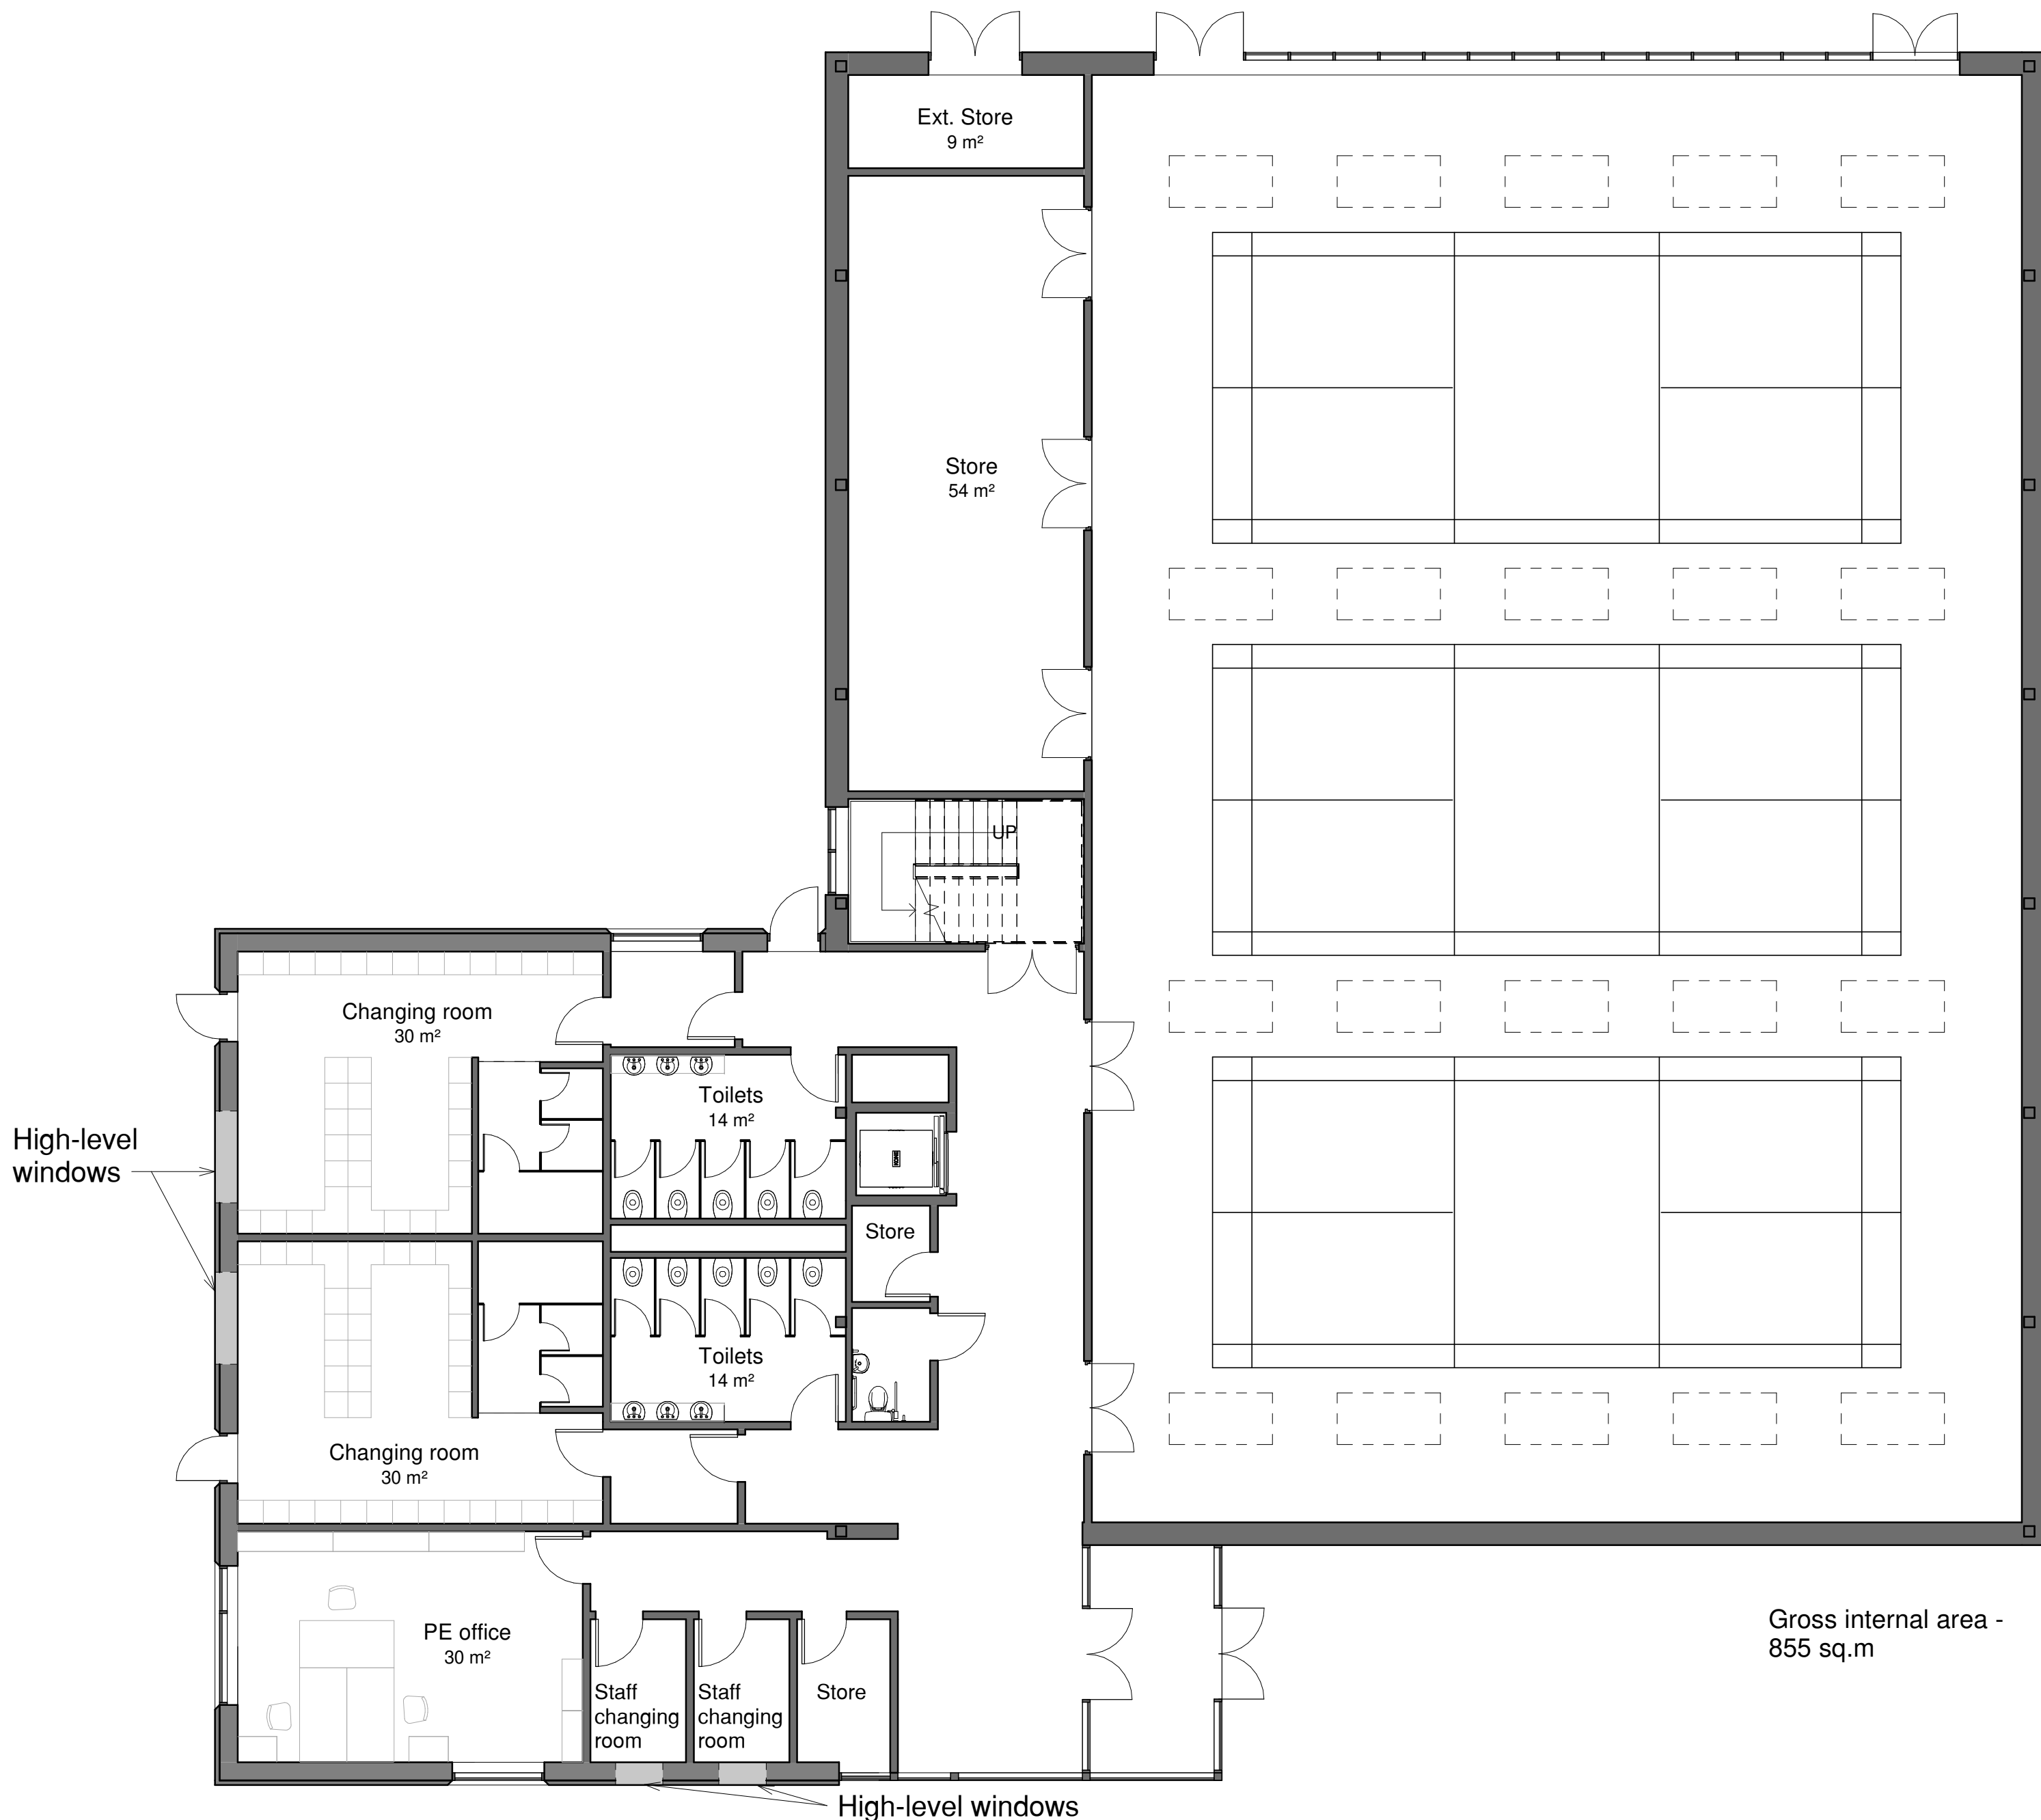 Ext. Store
9 m²
Store
54 m²
UP
Changing room
30 m²
Toilets
14 m²
High-level
windows
Store
Toilets
14 m²
Changing room
30 m²
PE office
30 m²
Staff
changing
room
Staff
changing
room
Store
Gross internal area -
855 sq.m
High-level windows